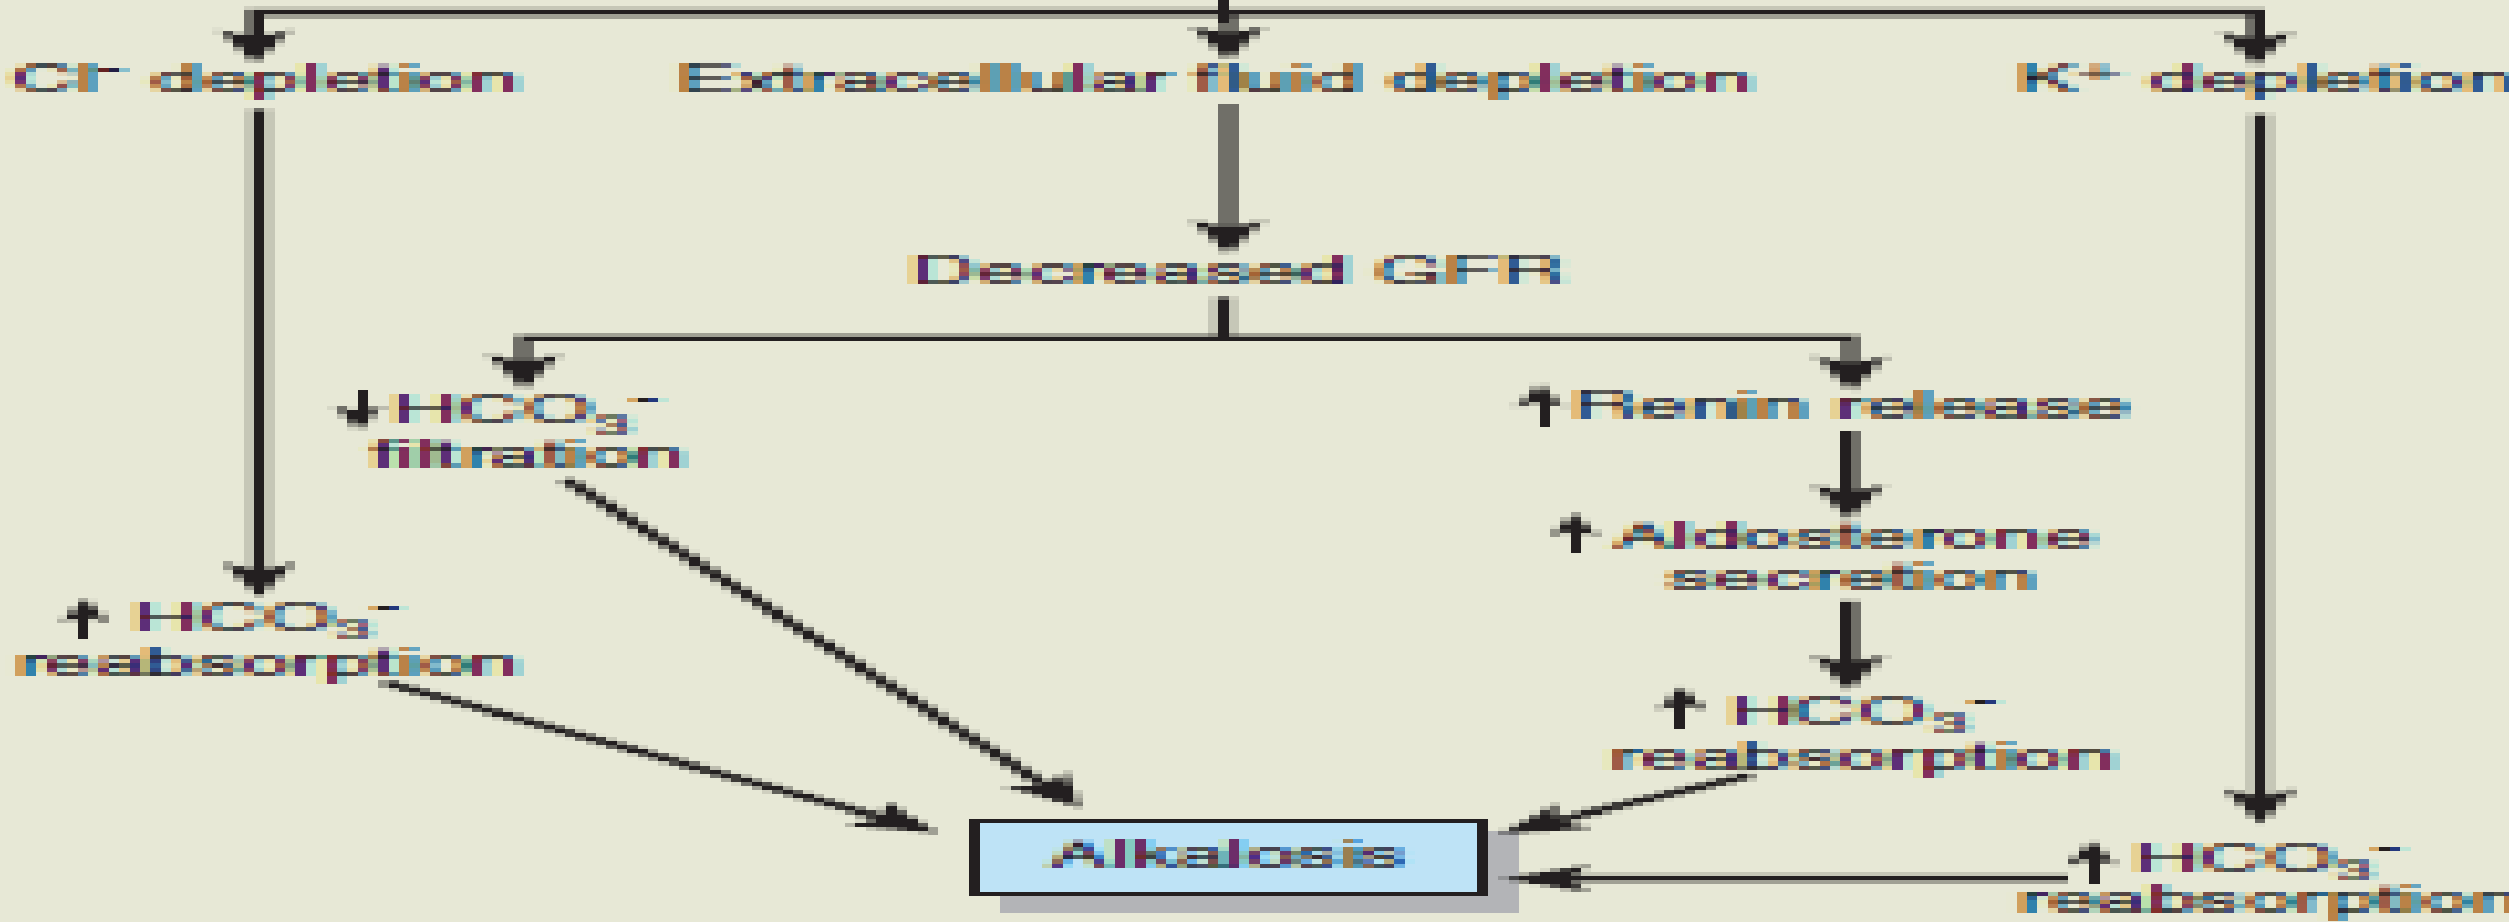 Cl⁻ depletion
Extracellular fluid depletion
K⁺ depletion
Decreased GFR
↓ HCO₃⁻
filtration
↑ Renin release
↑ Aldosterone
secretion
↑ HCO₃⁻
reabsorption
↑ HCO₃⁻
reabsorption
Alkalosis
↑ HCO₃⁻
reabsorption